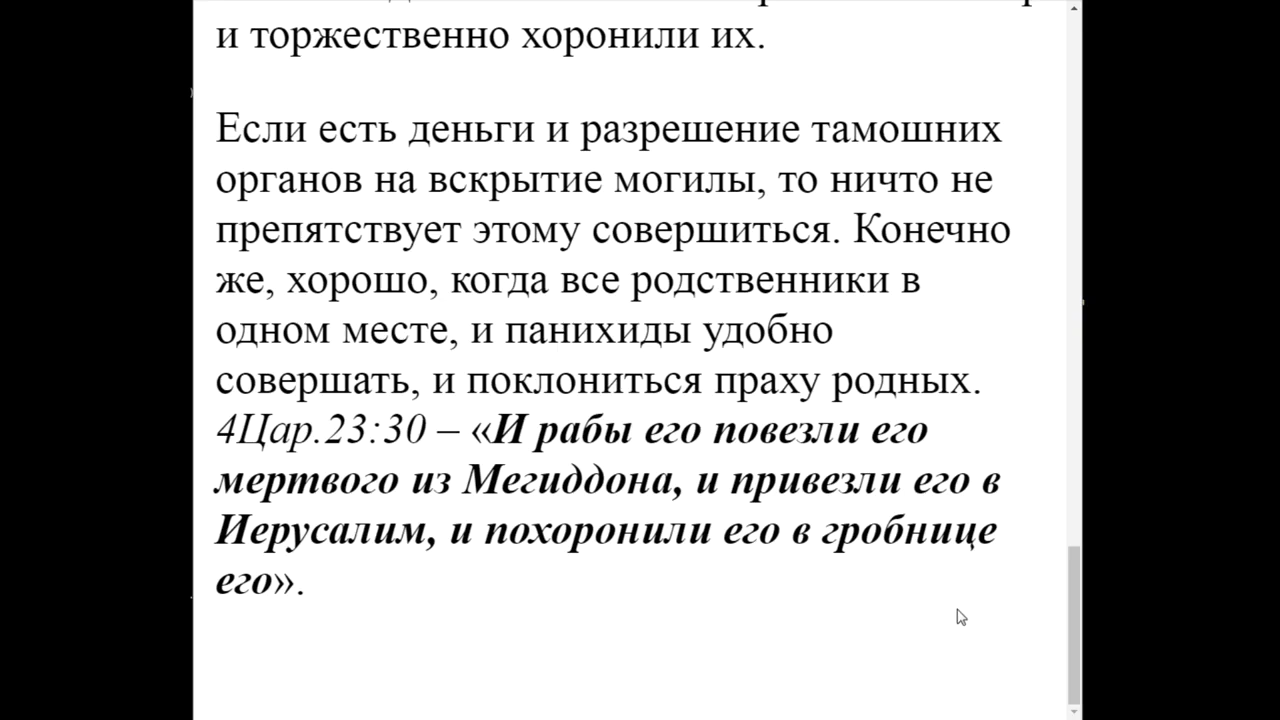 и торжественно хоронили их.
Если есть деньги и разрешение тамошних
органов на вскрытие могилы, то ничто не
препятствует этому совершиться. Конечно
же, хорошо, когда все родственники в
одном месте, и панихиды удобно
совершать, и поклониться праху родных.
4Цар.23:30 – «И рабы его повезли его
мертвого из Мегиддона, и привезли его в
Иерусалим, и похоронили его в гробнице
его».